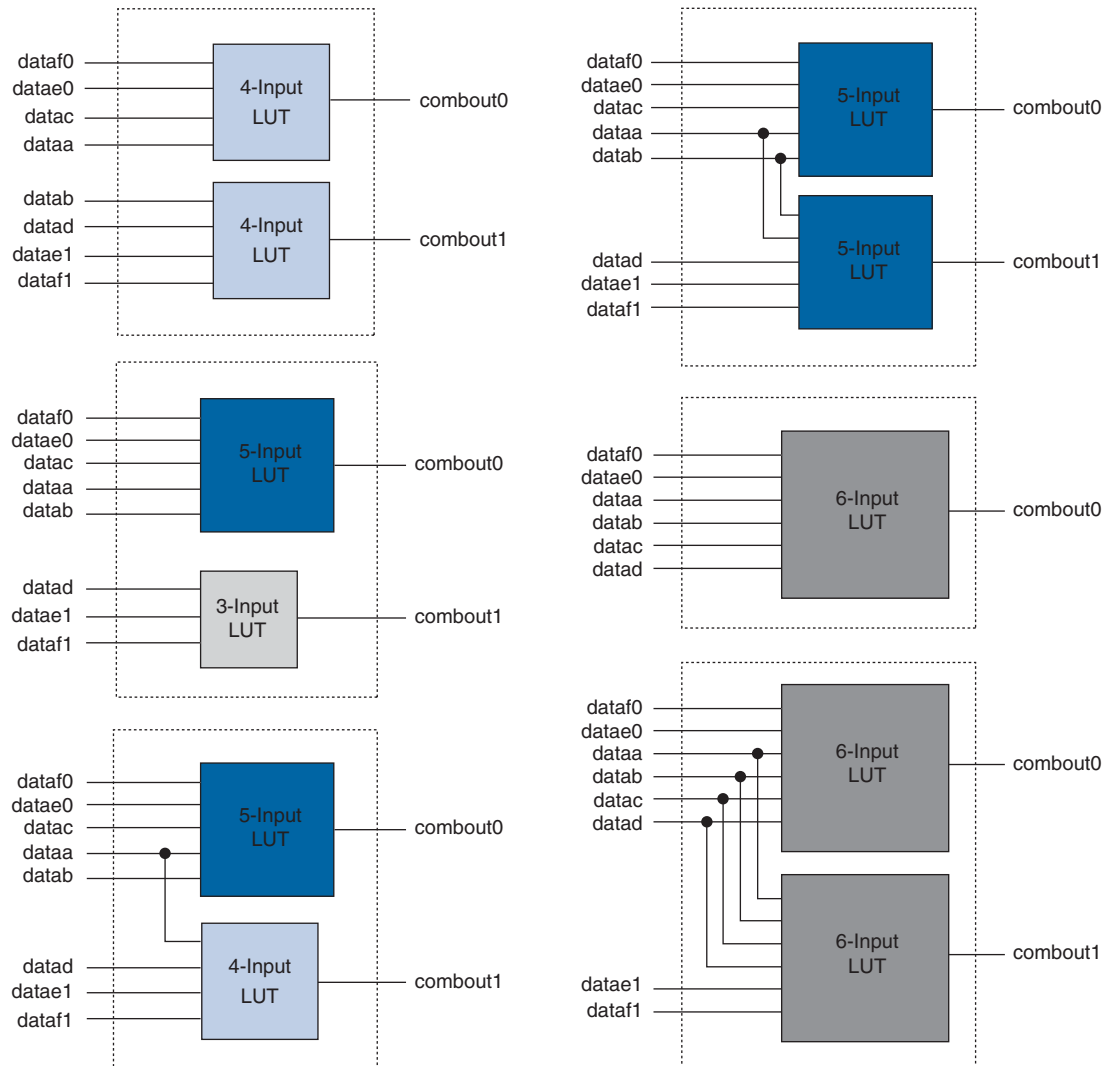 dataf0
datae0
datac
dataa
4-Input
LUT
combout0
datab
datad
datae1
dataf1
4-Input
LUT
combout1
dataf0
datae0
datac
dataa
datab
5-Input
LUT
combout0
datad
datae1
dataf1
3-Input
LUT
combout1
dataf0
datae0
datac
dataa
datab
5-Input
LUT
combout0
datad
datae1
dataf1
4-Input
LUT
combout1
dataf0
datae0
datac
dataa
datab
5-Input
LUT
combout0
datad
datae1
dataf1
5-Input
LUT
combout1
dataf0
datae0
dataa
datab
datac
datad
6-Input
LUT
combout0
dataf0
datae0
dataa
datab
datac
datad
6-Input
LUT
combout0
datae1
dataf1
6-Input
LUT
combout1